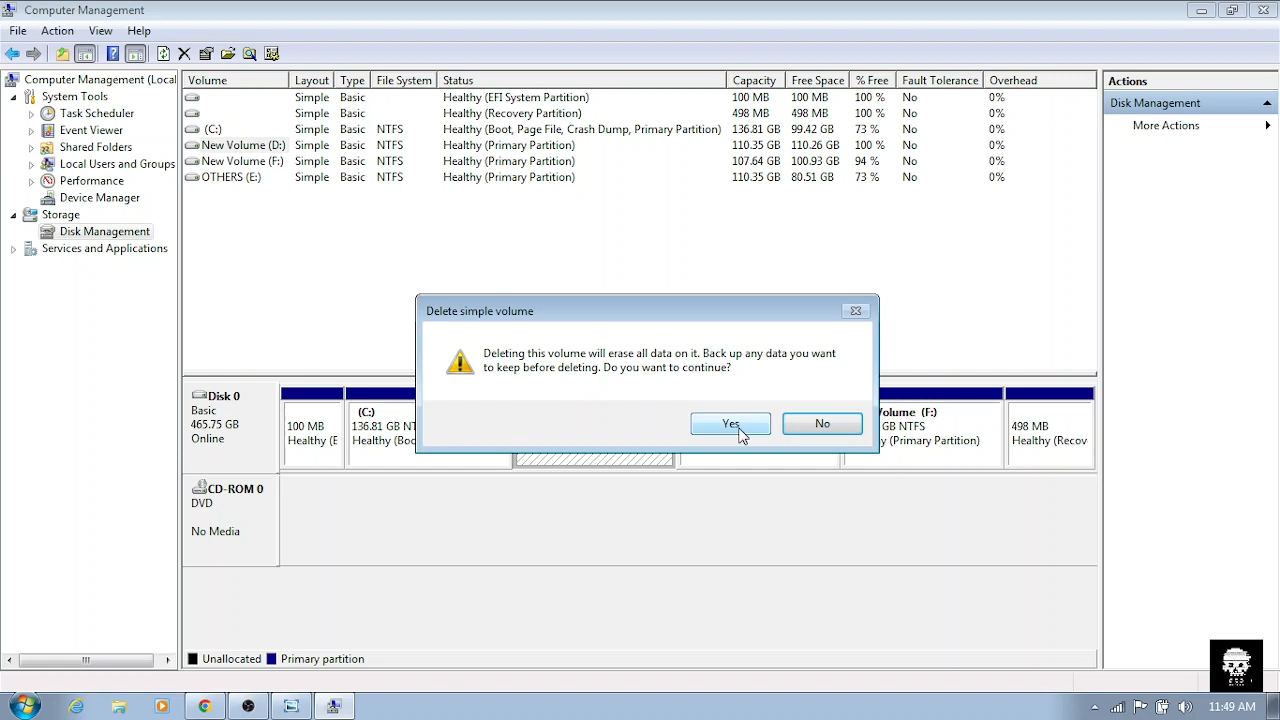 Computer Management
File Action View Help
Computer Management (Local
System Tools
Task Scheduler
Event Viewer
Shared Folders
Local Users and Groups
Performance
Device Manager
Storage
Disk Management
Services and Applications
Volume Layout Type File System Status Capacity Free Space % Free Fault Tolerance Overhead
Simple Basic Healthy (EFI System Partition) 100 MB 100 MB 100 % No 0%
Simple Basic Healthy (Recovery Partition) 498 MB 498 MB 100 % No 0%
(C:) Simple Basic NTFS Healthy (Boot, Page File, Crash Dump, Primary Partition) 136.81 GB 99.42 GB 73 % No 0%
New Volume (D:) Simple Basic NTFS Healthy (Primary Partition) 110.35 GB 110.26 GB 100 % No 0%
New Volume (F:) Simple Basic NTFS Healthy (Primary Partition) 107.64 GB 100.93 GB 94 % No 0%
OTHERS (E:) Simple Basic NTFS Healthy (Primary Partition) 110.35 GB 80.51 GB 73 % No 0%
Delete simple volume
Deleting this volume will erase all data on it. Back up any data you want
to keep before deleting. Do you want to continue?
Yes No
Disk 0
Basic
465.75 GB
Online
100 MB
Healthy (E
(C:)
136.81 GB NT
Healthy (Boo
olume (F:)
GB NTFS
(Primary Partition)
498 MB
Healthy (Recov
CD-ROM 0
DVD
No Media
Unallocated Primary partition
Actions
Disk Management
More Actions
11:49 AM